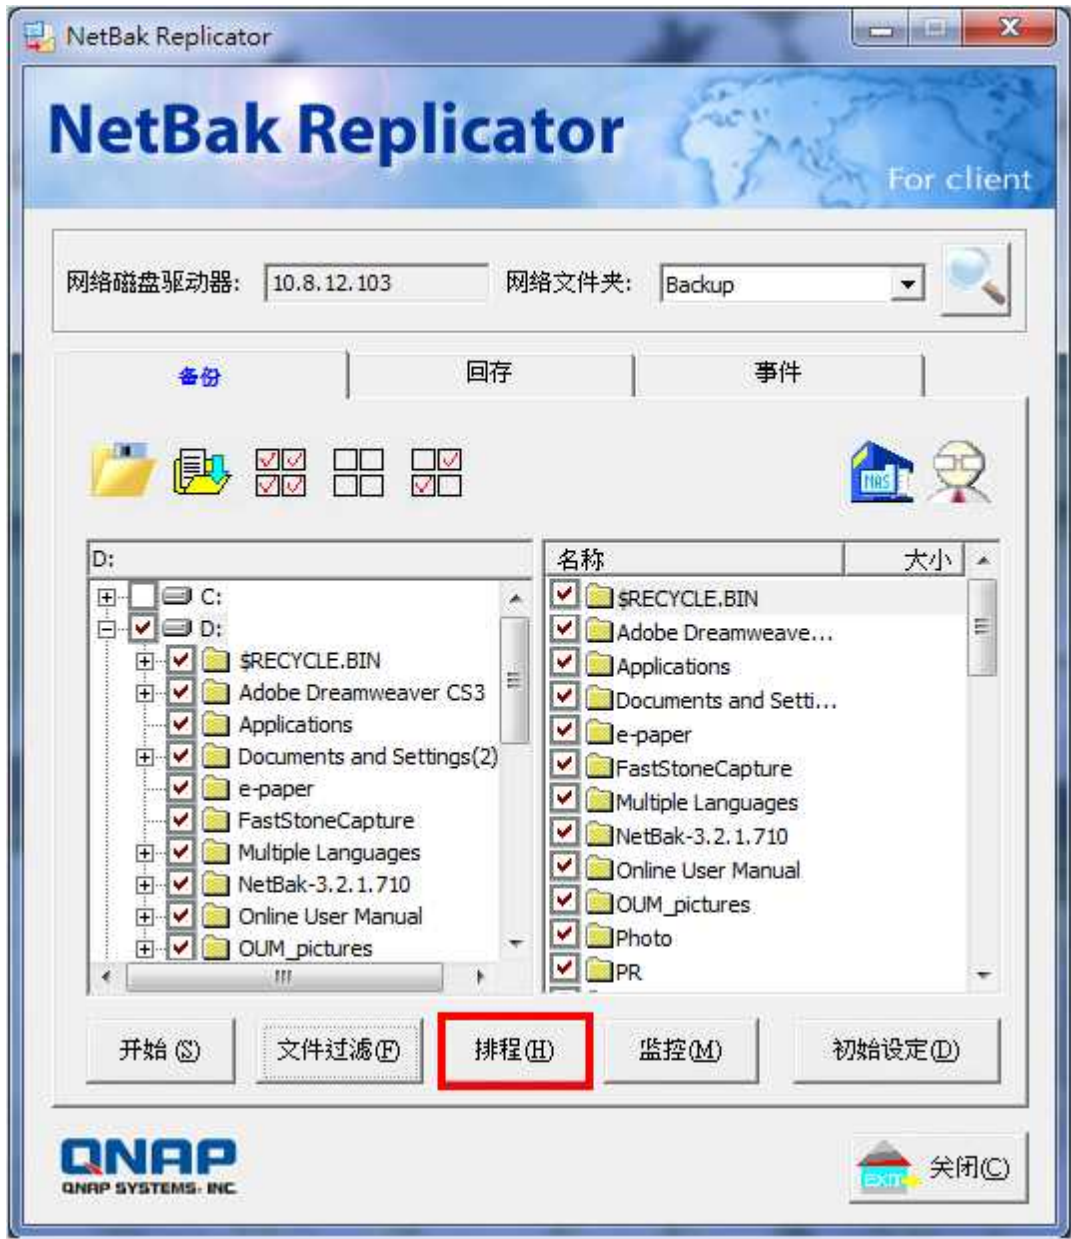 NetBak Replicator
NetBak Replicator
For client
网络磁盘驱动器: 10.8.12.103 网络文件夹: Backup
备份 回存 事件
NAS
D:
C:
D:
$RECYCLE.BIN
Adobe Dreamweaver CS3
Applications
Documents and Settings(2)
e-paper
FastStoneCapture
Multiple Languages
NetBak-3.2.1.710
Online User Manual
OUM_pictures
名称 大小
$RECYCLE.BIN
Adobe Dreamweave...
Applications
Documents and Setti...
e-paper
FastStoneCapture
Multiple Languages
NetBak-3.2.1.710
Online User Manual
OUM_pictures
Photo
PR
开始 (S) 文件过滤(F) 排程(H) 监控(M) 初始设定(D)
QNAP
QNAP SYSTEMS. INC
EXIT 关闭(C)